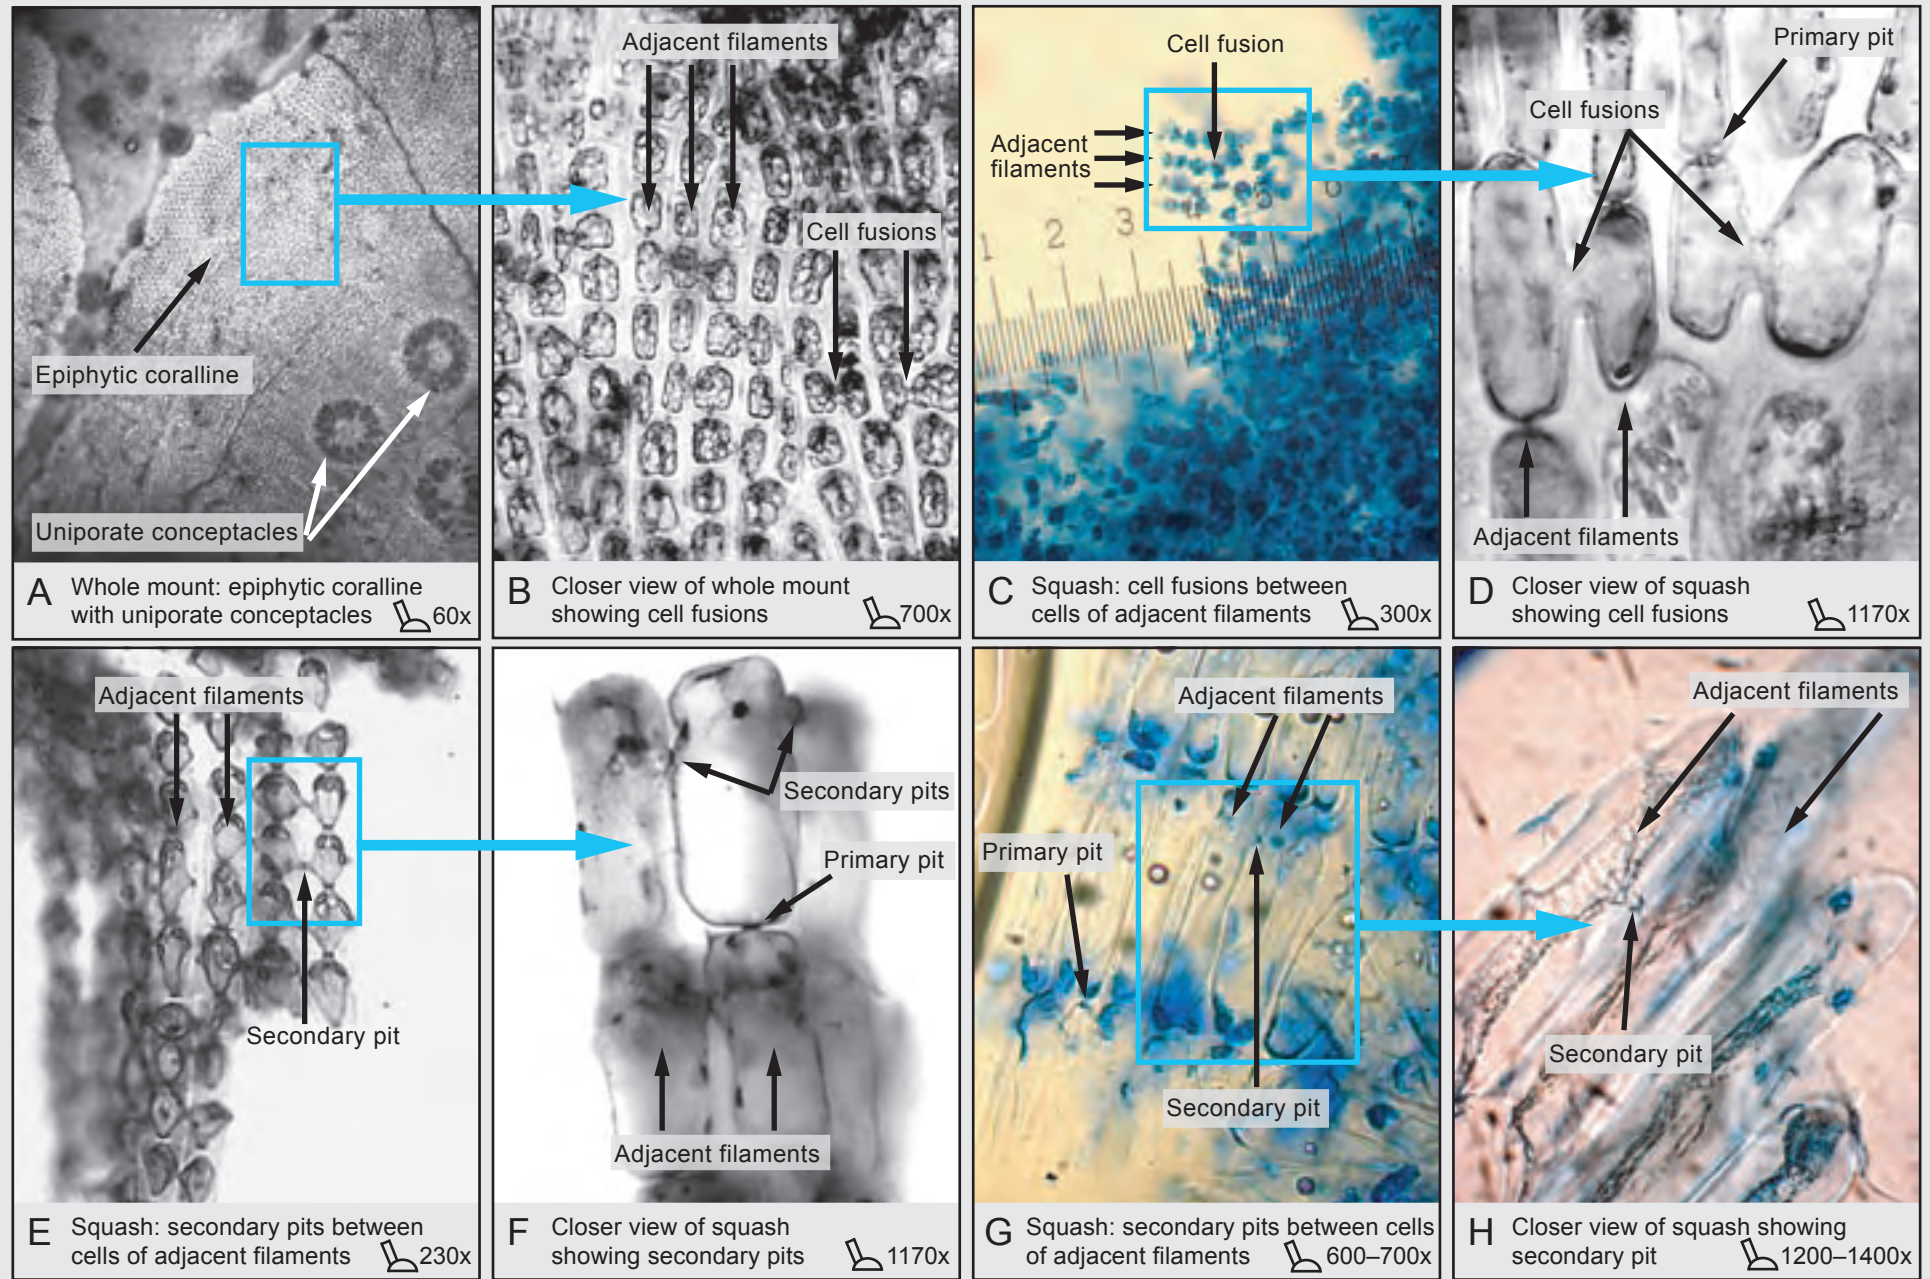 Epiphytic coralline
Uniporate conceptacles
A Whole mount: epiphytic coralline
with uniporate conceptacles 60x
Adjacent filaments
Cell fusions
B Closer view of whole mount
showing cell fusions 700x
Cell fusion
Adjacent
filaments
1 2 3 4 5 6
C Squash: cell fusions between
cells of adjacent filaments 300x
Primary pit
Cell fusions
Adjacent filaments
D Closer view of squash
showing cell fusions 1170x
Adjacent filaments
Secondary pit
E Squash: secondary pits between
cells of adjacent filaments 230x
Secondary pits
Primary pit
Adjacent filaments
F Closer view of squash
showing secondary pits 1170x
Adjacent filaments
Primary pit
Secondary pit
G Squash: secondary pits between cells
of adjacent filaments 600–700x
Adjacent filaments
Secondary pit
H Closer view of squash showing
secondary pit 1200–1400x